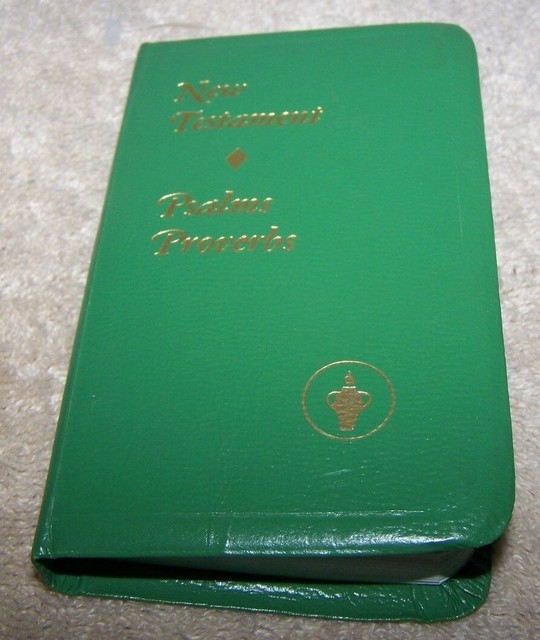 New
Testament
Psalms
Proverbs